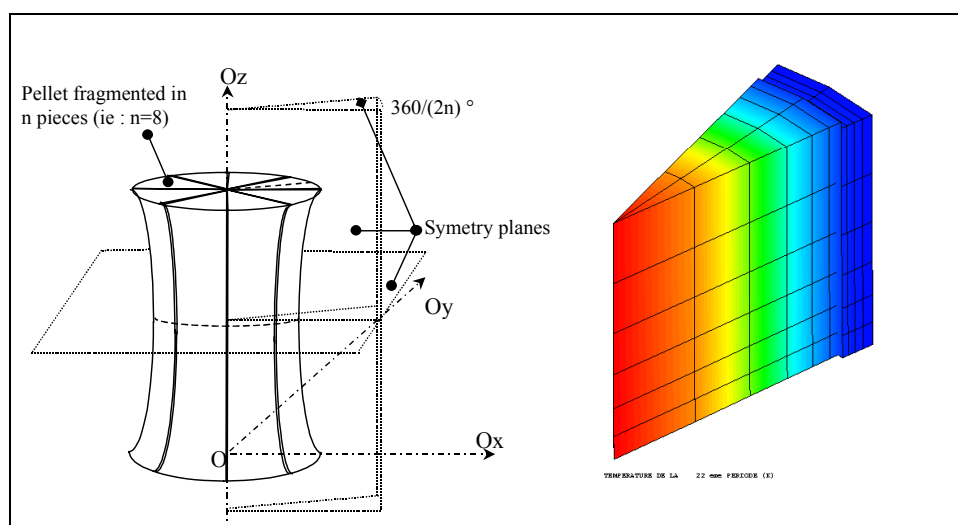 Oz
Pellet fragmented in
n pieces (ie : n=8)
360/(2n) °
Symetry planes
Oy
Ox
O
TEMPERATURE DE LA 22 eme PERIODE (K)